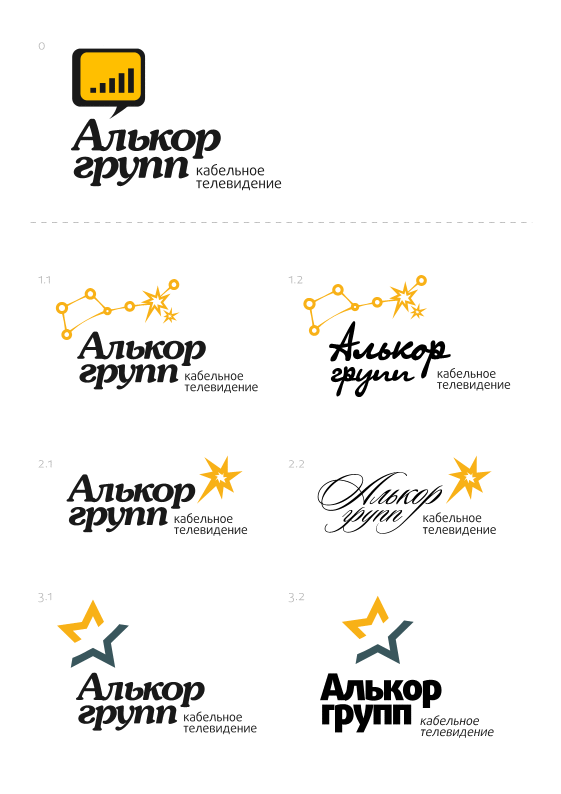 0
Алькор
групп кабельное
телевидение
1.1
1.2
Алькор
групп кабельное
телевидение
Алькор
групп кабельное
телевидение
2.1
2.2
Алькор
групп кабельное
телевидение
Алькор
групп кабельное
телевидение
3.1
3.2
Алькор
групп кабельное
телевидение
Алькор
групп кабельное
телевидение